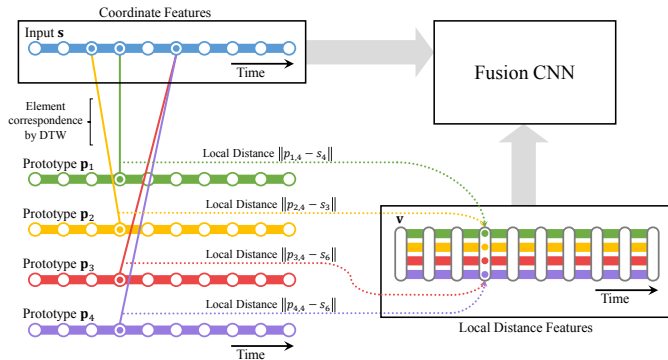 Coordinate Features
Input s
Time
Fusion CNN
Element
correspondence
by DTW
Prototype p₁
Local Distance ‖p₁,₄ − s₄‖
Prototype p₂
Local Distance ‖p₂,₄ − s₃‖
Prototype p₃
Local Distance ‖p₃,₄ − s₆‖
Prototype p₄
Local Distance ‖p₄,₄ − s₆‖
Time
v
Time
Local Distance Features